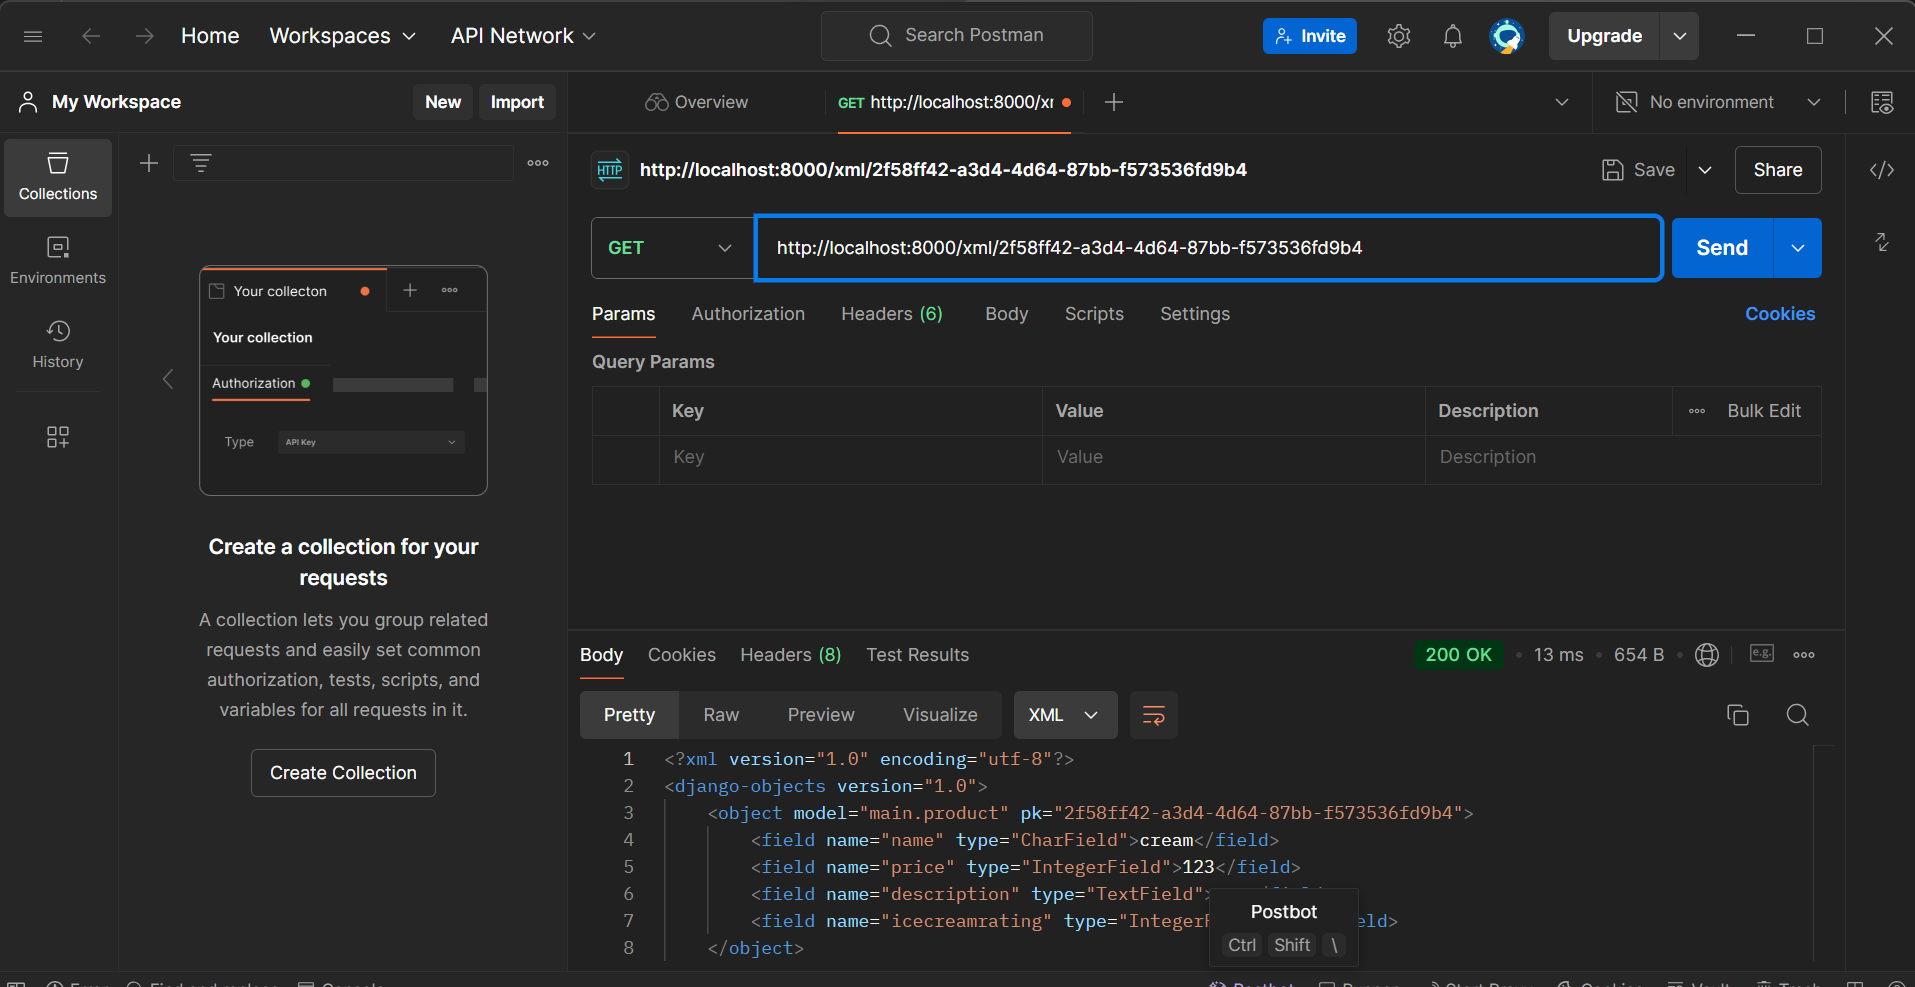 Home Workspaces API Network Search Postman Invite Upgrade
My Workspace New Import Overview GET http://localhost:8000/xr No environment
Collections
Environments
History
Your collecton
Your collection
Authorization
Type API Key
Create a collection for your
requests
A collection lets you group related
requests and easily set common
authorization, tests, scripts, and
variables for all requests in it.
Create Collection
HTTP http://localhost:8000/xml/2f58ff42-a3d4-4d64-87bb-f573536fd9b4 Save Share
GET http://localhost:8000/xml/2f58ff42-a3d4-4d64-87bb-f573536fd9b4 Send
Params Authorization Headers (6) Body Scripts Settings Cookies
Query Params
Key Value Description Bulk Edit
Key Value Description
Body Cookies Headers (8) Test Results 200 OK 13 ms 654 B e.g.
Pretty Raw Preview Visualize XML
1 <?xml version="1.0" encoding="utf-8"?>
2 <django-objects version="1.0">
3 <object model="main.product" pk="2f58ff42-a3d4-4d64-87bb-f573536fd9b4">
4 <field name="name" type="CharField">cream</field>
5 <field name="price" type="IntegerField">123</field>
6 <field name="description" type="TextField">
7 <field name="icecreamrating" type="IntegerF eld>
8 </object>
Postbot
Ctrl Shift \